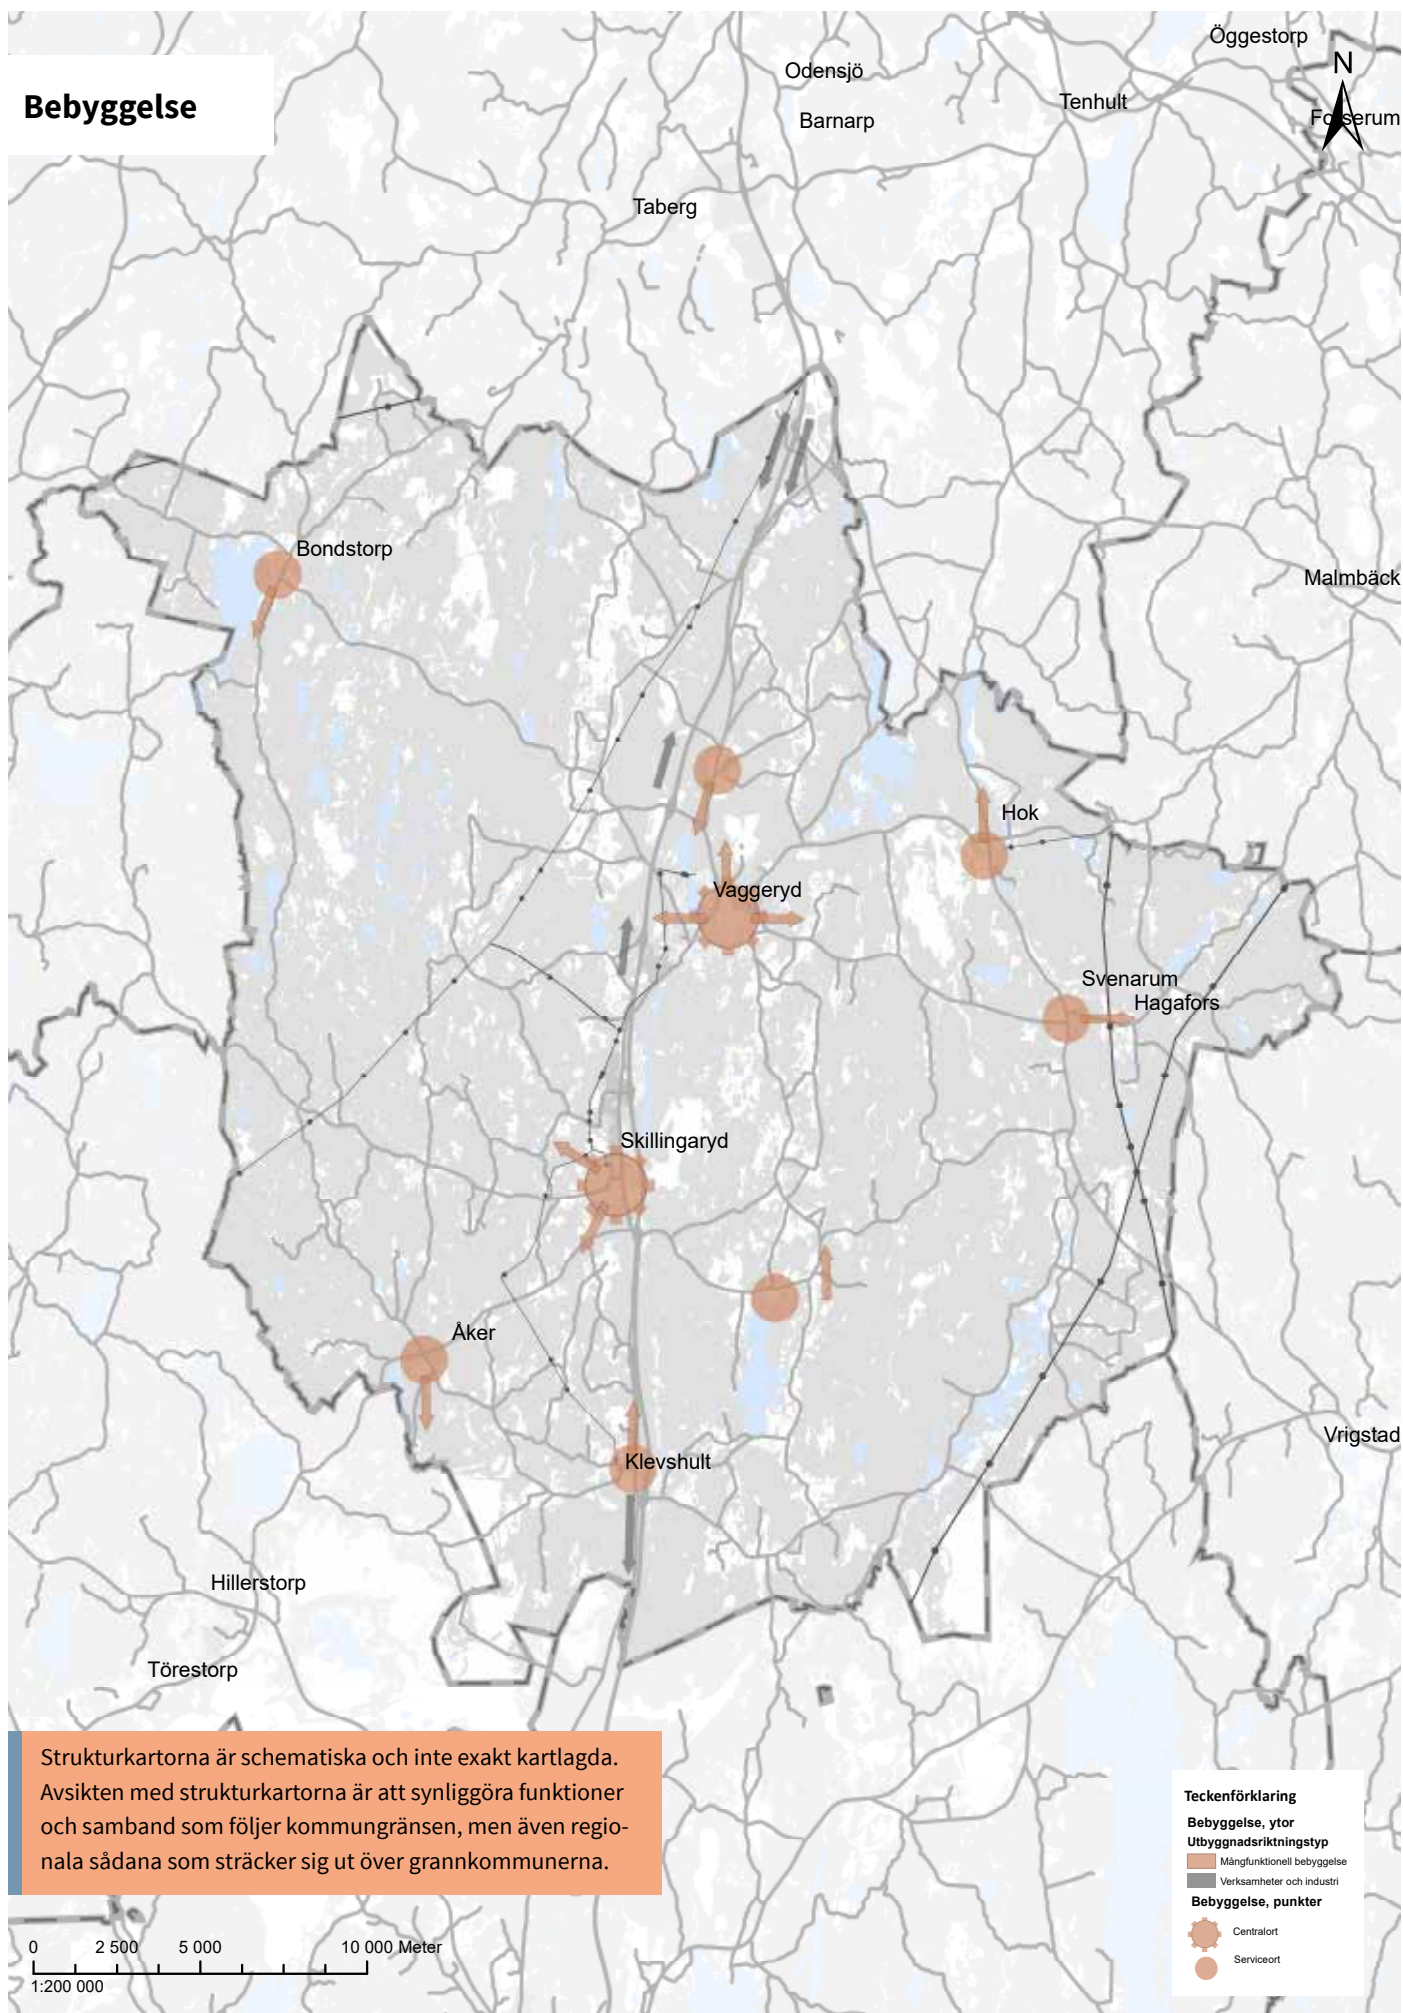 Bebyggelse
Öggestorp
Odensjö
N
Tenhult
Barnarp
Forserum
Taberg
Bondstorp
Malmbäck
Hok
Vaggeryd
Svenarum
Hagafors
Skillingaryd
Åker
Klevshult
Vrigstad
Hillerstorp
Törestorp
Strukturkartorna är schematiska och inte exakt kartlagda.
Avsikten med strukturkartorna är att synliggöra funktioner
och samband som följer kommungränsen, men även regio-
nala sådana som sträcker sig ut över grannkommunerna.
Teckenförklaring
Bebyggelse, ytor
Utbyggnadsriktningstyp
Mångfunktionell bebyggelse
Verksamheter och industri
Bebyggelse, punkter
Centralort
Serviceort
0 2 500 5 000 10 000 Meter
1:200 000